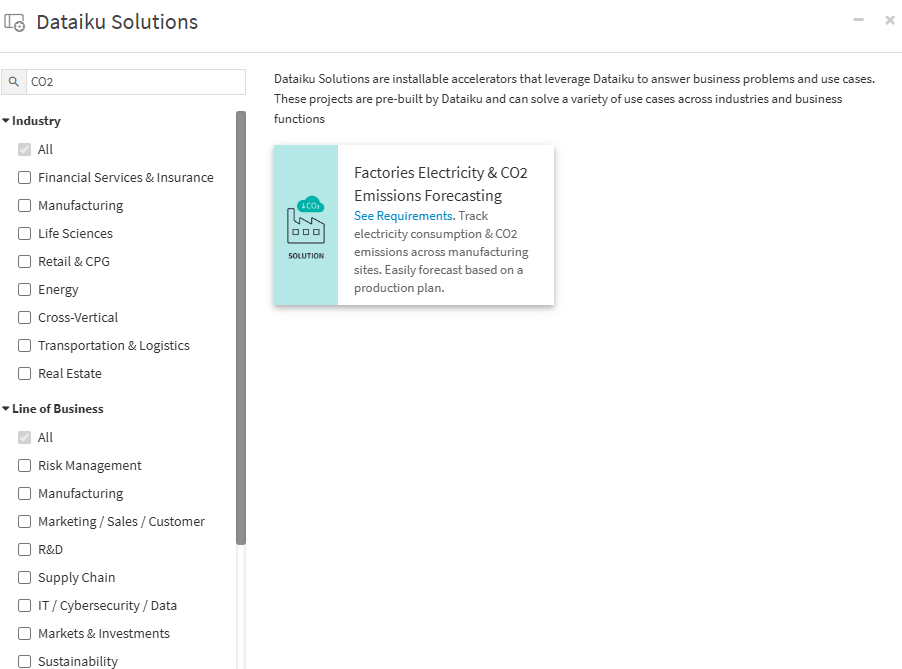 Dataiku Solutions
CO2
Dataiku Solutions are installable accelerators that leverage Dataiku to answer business problems and use cases.
These projects are pre-built by Dataiku and can solve a variety of use cases across industries and business
functions
Industry
All
Financial Services & Insurance
Manufacturing
Life Sciences
Retail & CPG
Energy
Cross-Vertical
Transportation & Logistics
Real Estate
Line of Business
All
Risk Management
Manufacturing
Marketing / Sales / Customer
R&D
Supply Chain
IT / Cybersecurity / Data
Markets & Investments
Sustainability
↓CO₂
SOLUTION
Factories Electricity & CO2
Emissions Forecasting
See Requirements. Track
electricity consumption & CO2
emissions across manufacturing
sites. Easily forecast based on a
production plan.